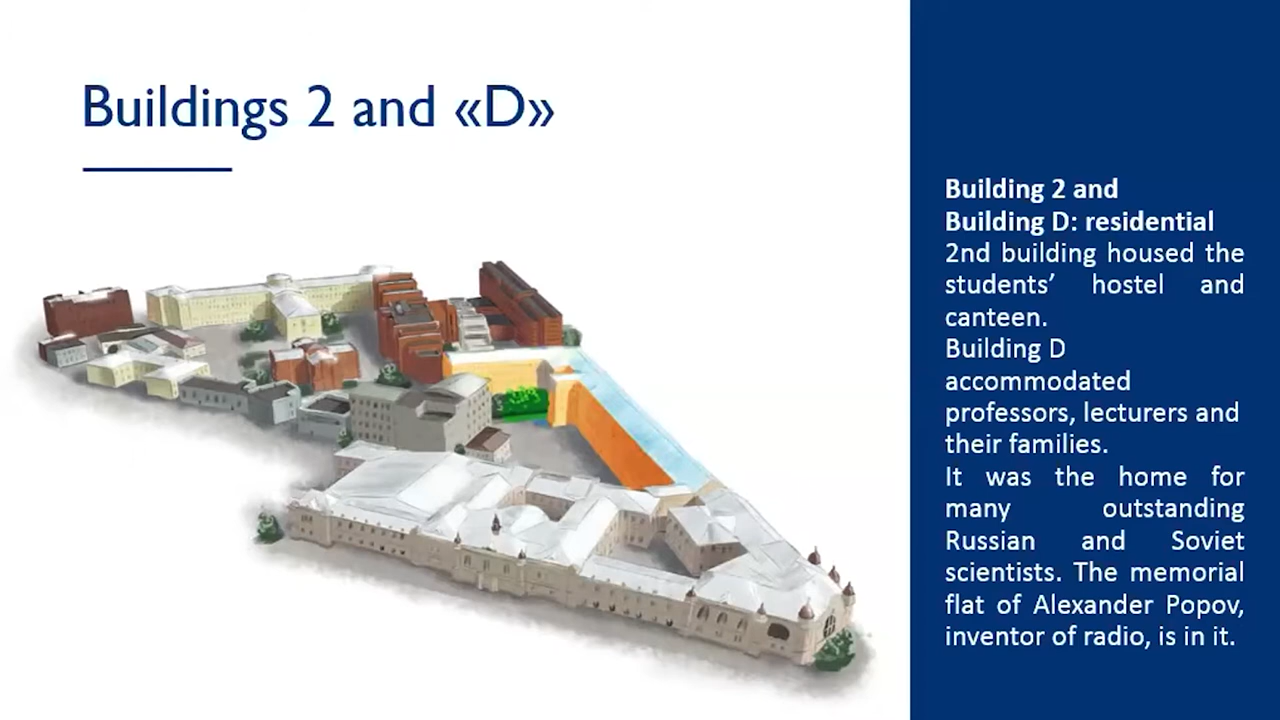 Buildings 2 and «D»
Building 2 and
Building D: residential
2nd building housed the
students’ hostel and
canteen.
Building D
accommodated
professors, lecturers and
their families.
It was the home for
many outstanding
Russian and Soviet
scientists. The memorial
flat of Alexander Popov,
inventor of radio, is in it.